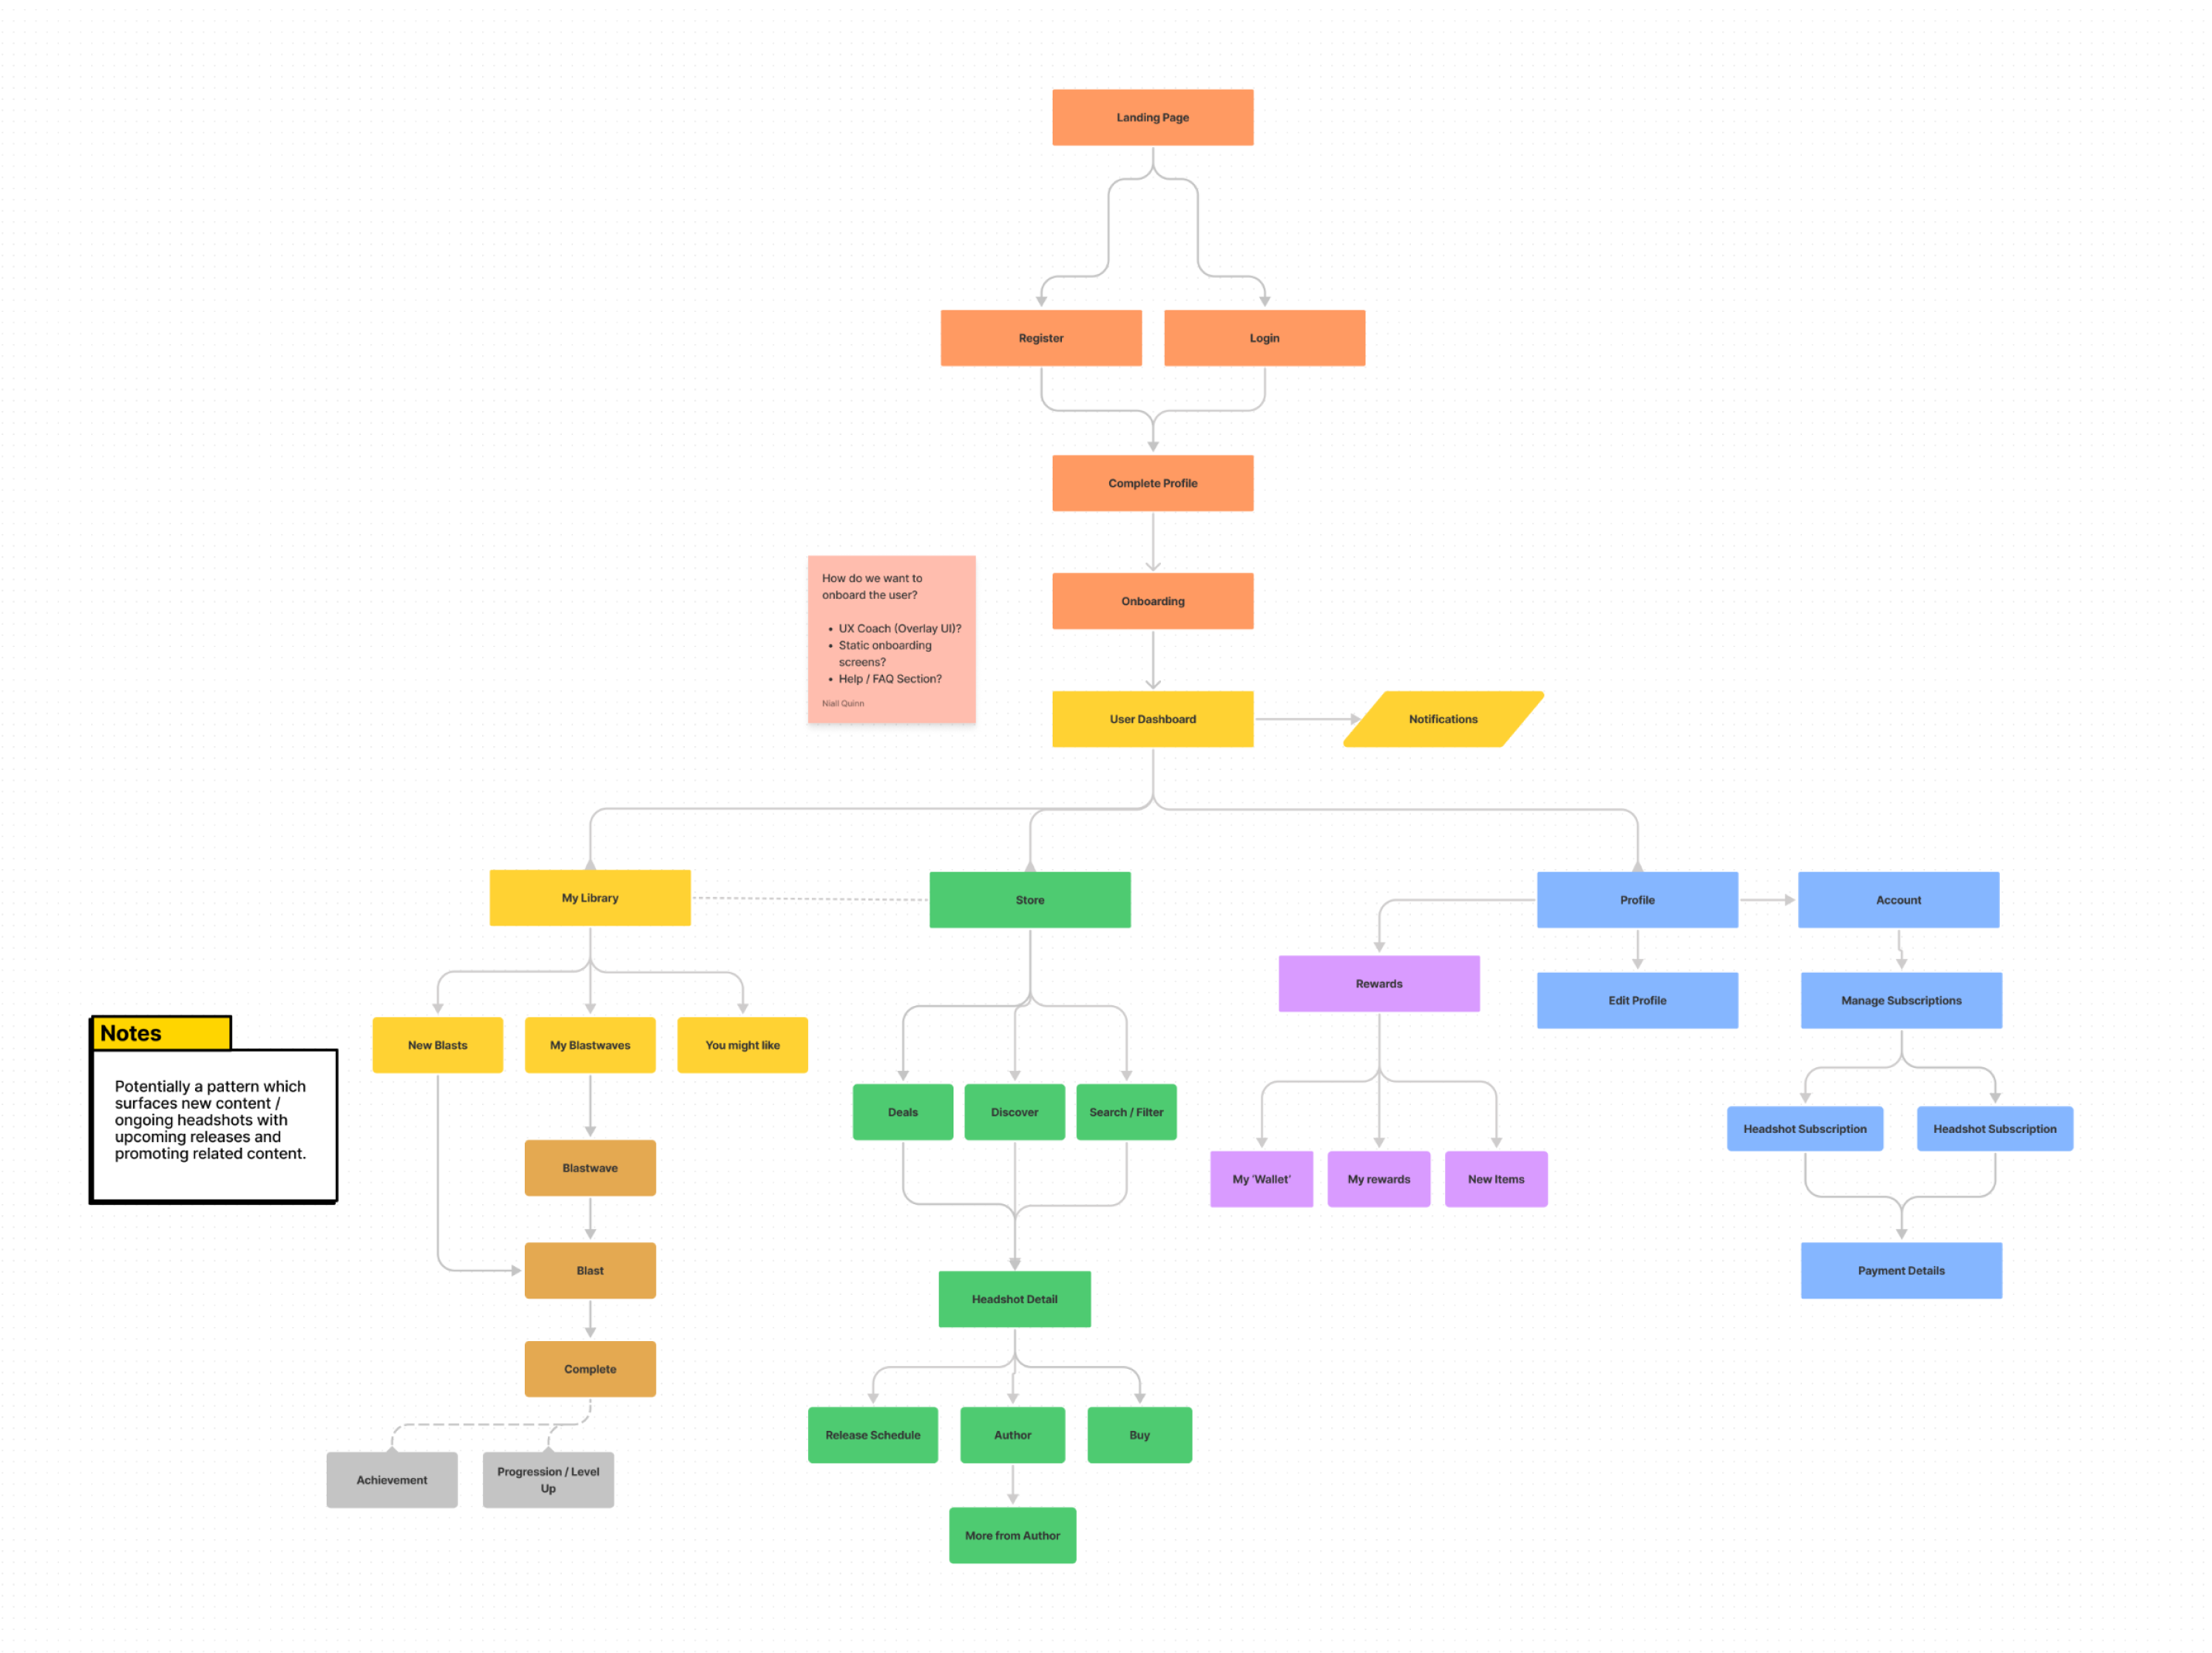 Landing Page
Register
Login
Complete Profile
How do we want to
onboard the user?
• UX Coach (Overlay UI)?
• Static onboarding
screens?
• Help / FAQ Section?
Niall Quinn
Onboarding
User Dashboard
Notifications
My Library
Store
Profile
Account
Rewards
Edit Profile
Manage Subscriptions
Notes
Potentially a pattern which
surfaces new content /
ongoing headshots with
upcoming releases and
promoting related content.
New Blasts
My Blastwaves
You might like
Deals
Discover
Search / Filter
Headshot Subscription
Headshot Subscription
Blastwave
My ‘Wallet’
My rewards
New Items
Blast
Payment Details
Headshot Detail
Complete
Release Schedule
Author
Buy
Achievement
Progression / Level
Up
More from Author